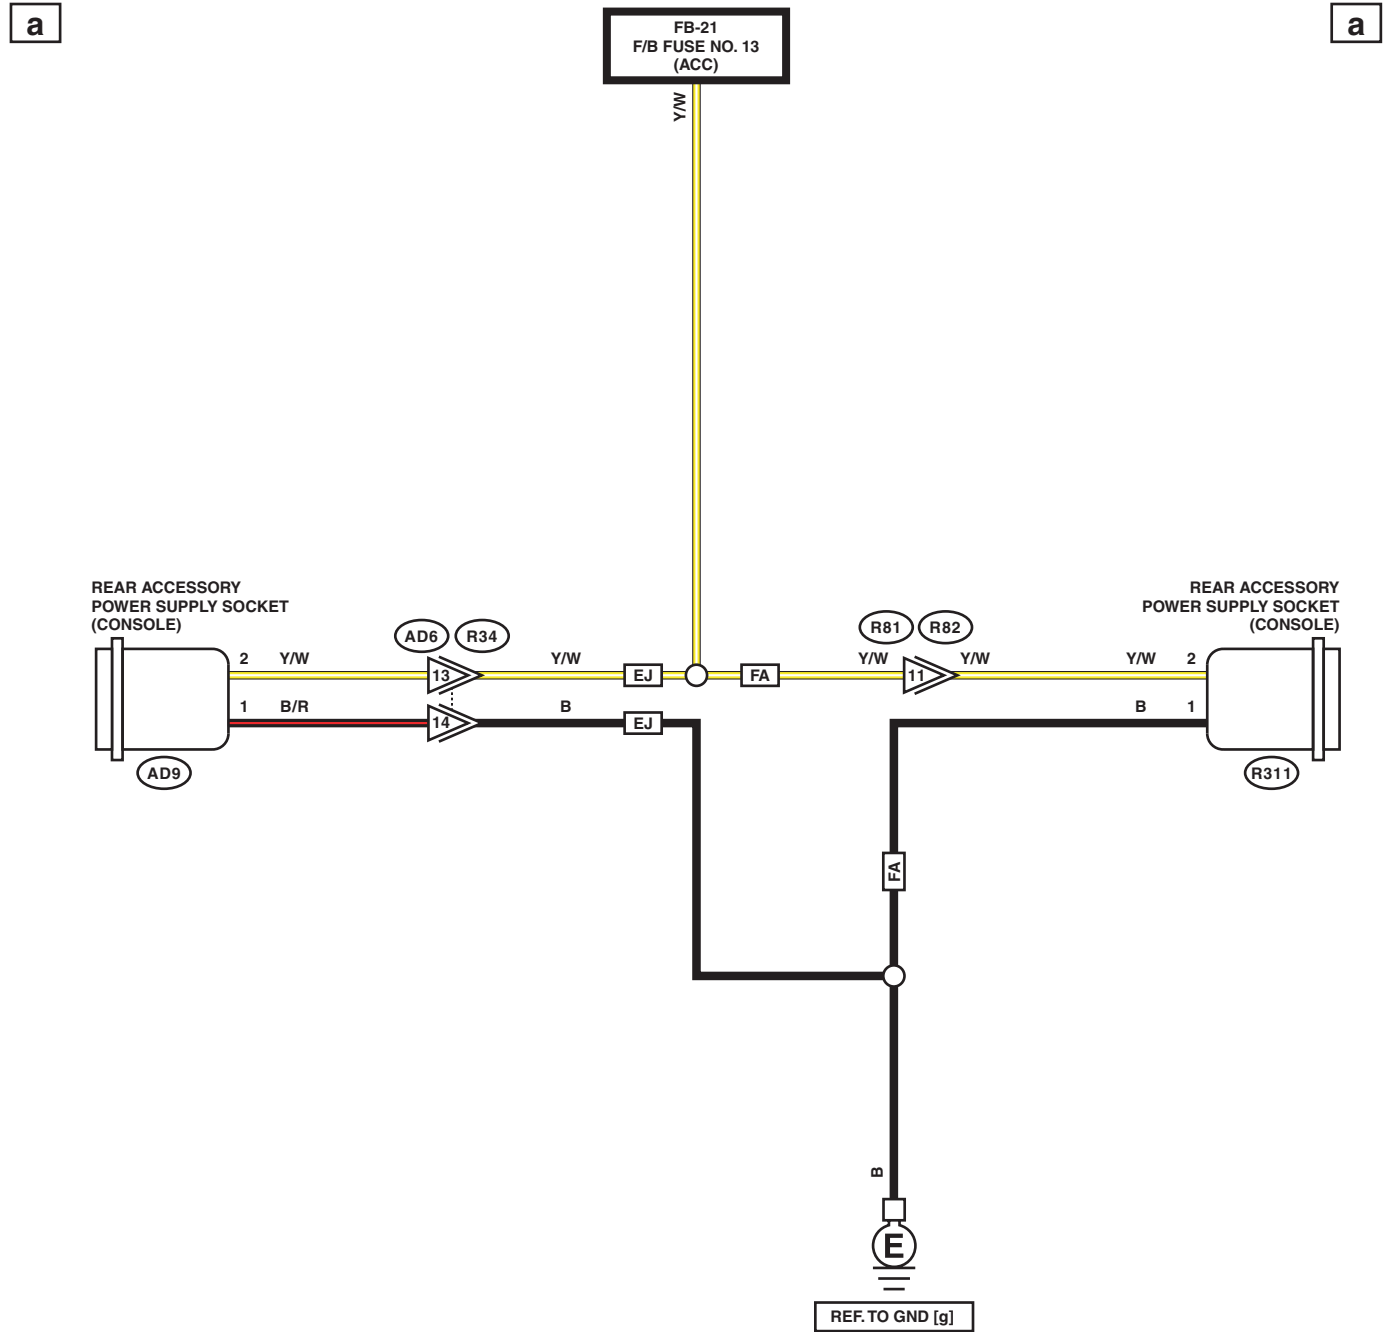 a
a
FB-21
F/B FUSE NO. 13
(ACC)
Y/W
REAR ACCESSORY
POWER SUPPLY SOCKET
(CONSOLE)
REAR ACCESSORY
POWER SUPPLY SOCKET
(CONSOLE)
AD6
R34
R81
R82
2
Y/W
13
Y/W
EJ
FA
Y/W
11
Y/W
Y/W
2
1
B/R
14
B
EJ
B
1
AD9
R311
FA
B
E
REF. TO GND [g]